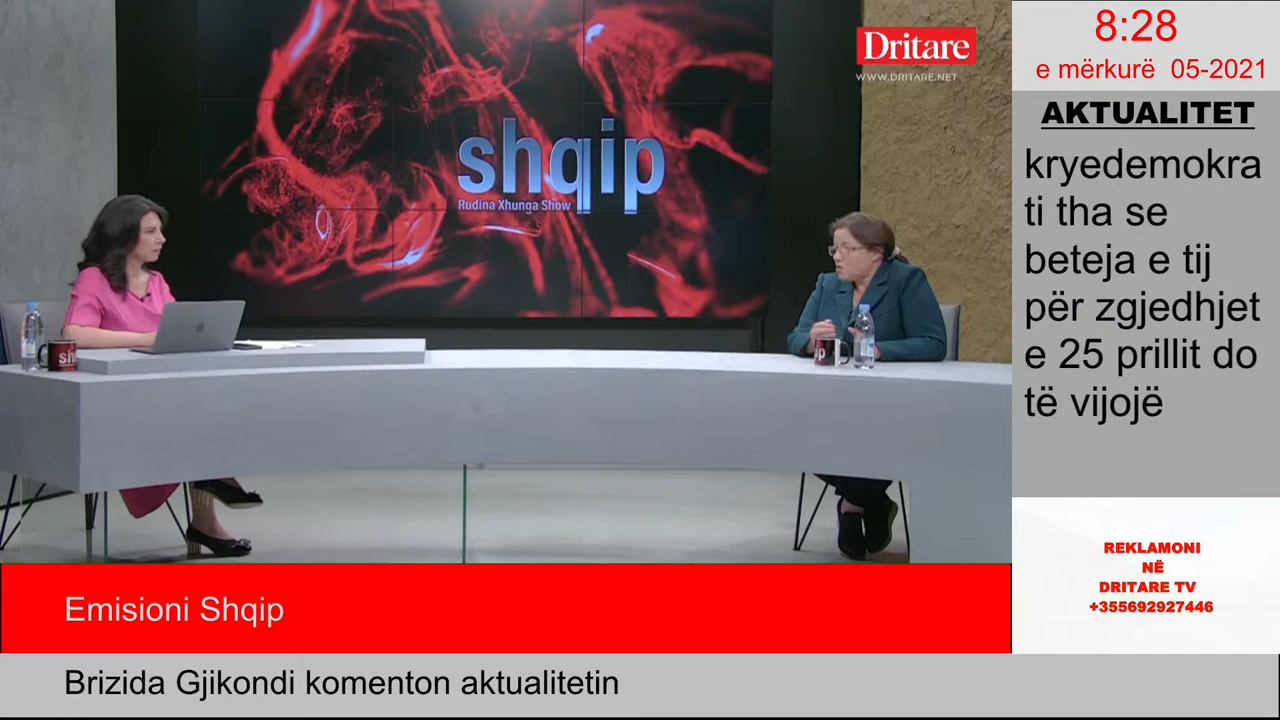 Dritare
WWW.DRITARE.NET
shqip
Rudina Xhunga Show
8:28
e mërkurë 05-2021
AKTUALITET
kryedemokra
ti tha se
beteja e tij
për zgjedhjet
e 25 prillit do
të vijojë
REKLAMONI
NË
DRITARE TV
+355692927446
Emisioni Shqip
Brizida Gjikondi komenton aktualitetin